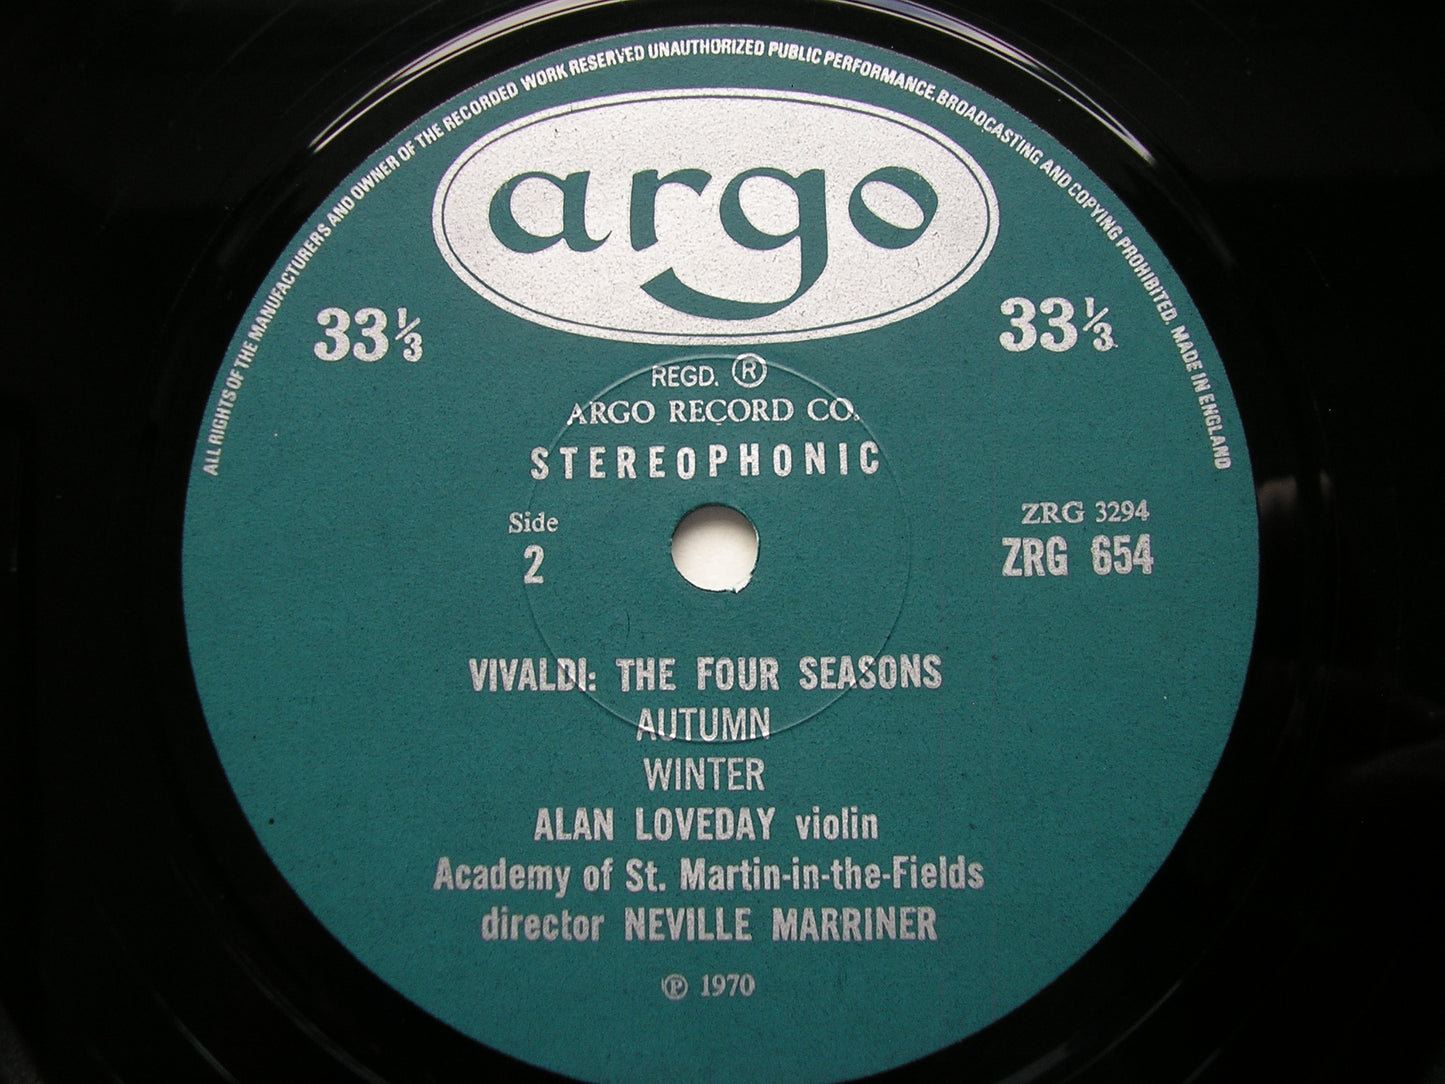 ALL RIGHTS OF THE MANUFACTURERS AND OWNER OF THE RECORDED WORK RESERVED UNAUTHORIZED PUBLIC PERFORMANCE, BROADCASTING AND COPYING PROHIBITED. MADE IN ENGLAND
argo
33⅓ 33⅓
REGD. ®
ARGO RECORD CO.
STEREOPHONIC
Side ZRG 3294
2 ZRG 654
VIVALDI: THE FOUR SEASONS
AUTUMN
WINTER
ALAN LOVEDAY violin
Academy of St. Martin-in-the-Fields
director NEVILLE MARRINER
℗ 1970